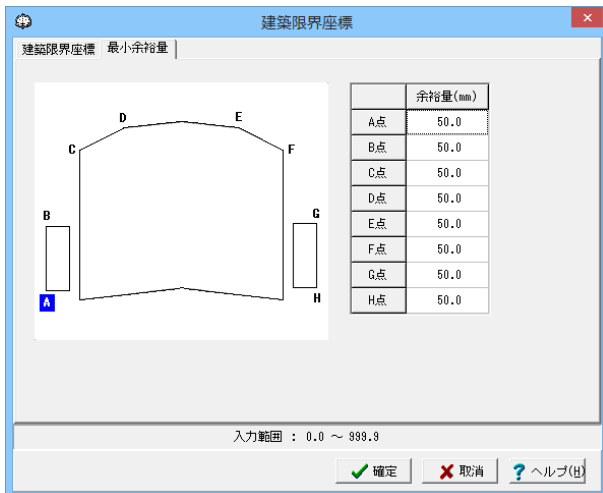 建築限界座標
建築限界座標 最小余裕量
余裕量(mm)
A点 50.0
B点 50.0
C点 50.0
D点 50.0
E点 50.0
F点 50.0
G点 50.0
H点 50.0
D E
C F
B G
A H
入力範囲 : 0.0 ～ 999.9
確定 取消 ヘルプ(H)